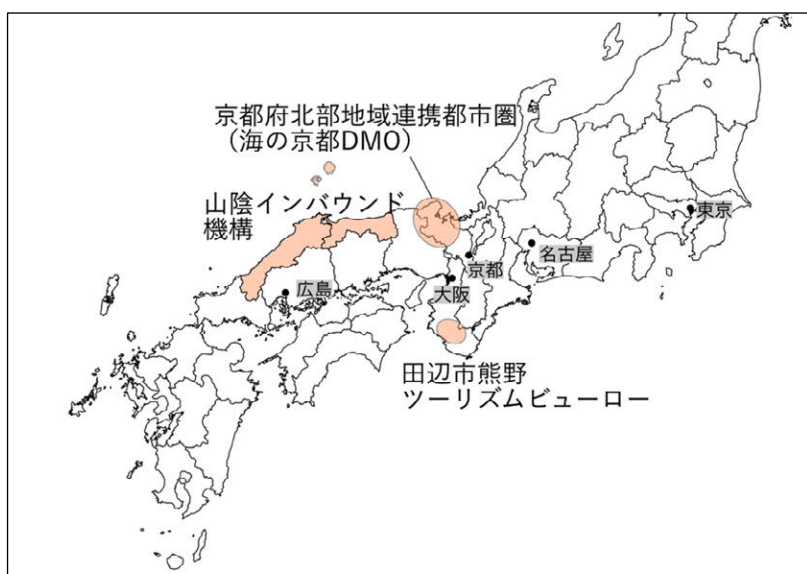 京都府北部地域連携都市圏
（海の京都DMO）
山陰インバウンド
機構
東京
名古屋
京都
大阪
広島
田辺市熊野
ツーリズムビューロー